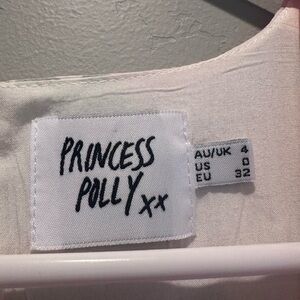 PRINCESS
POLLY xx
AU/UK 4
US 0
EU 32